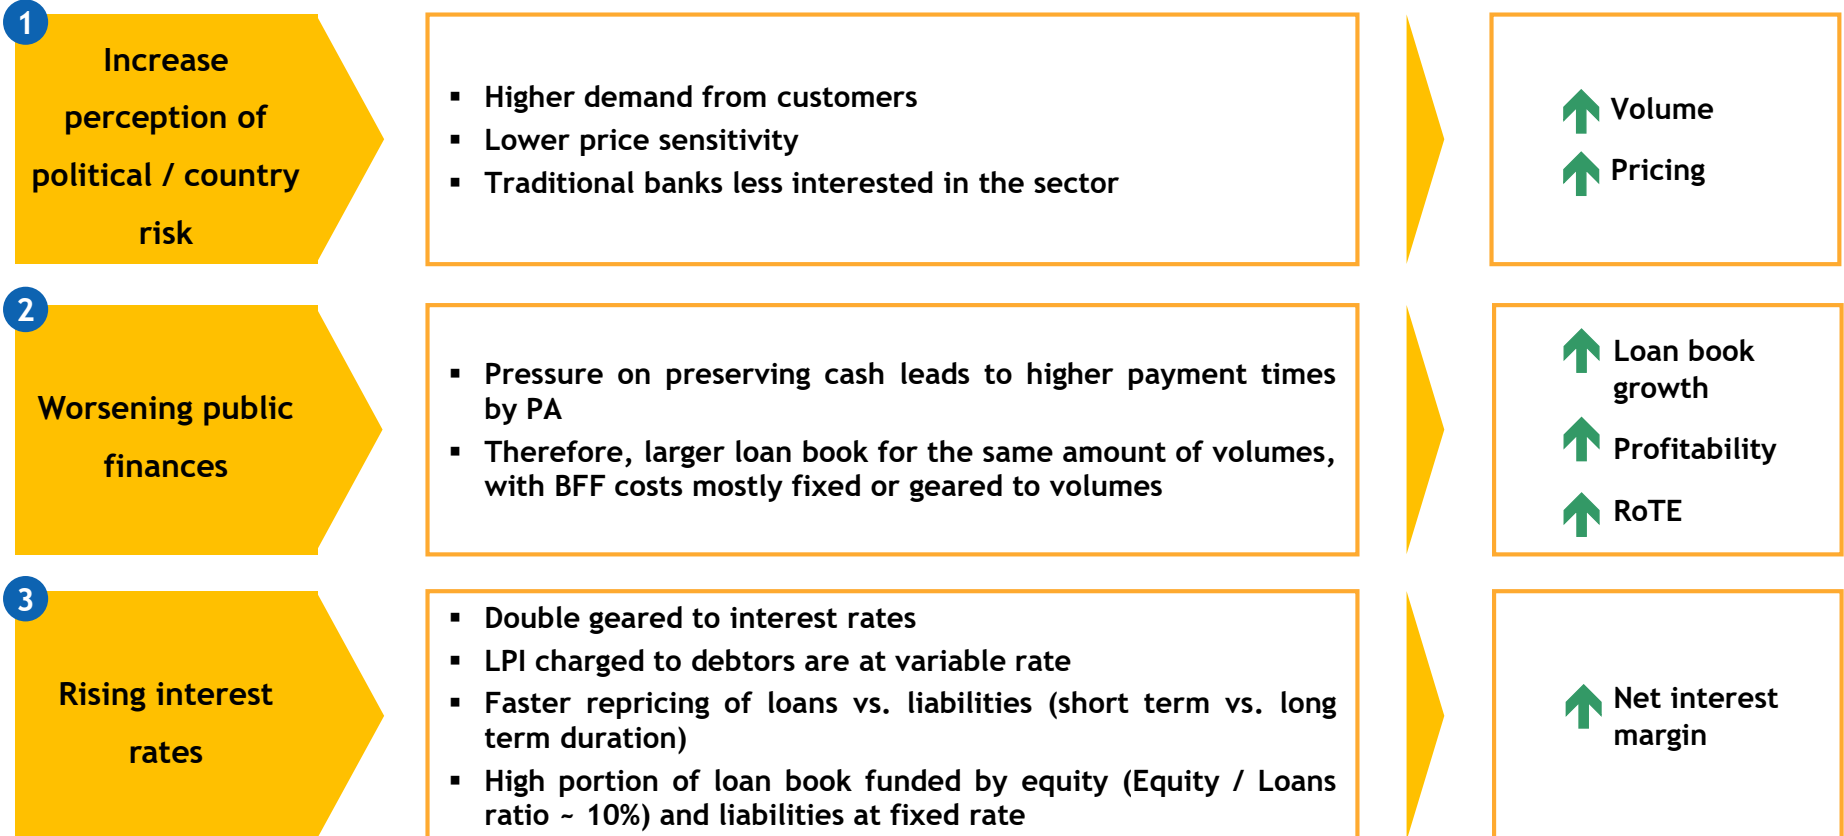 1
Increase
perception of
political / country
risk
▪ Higher demand from customers
▪ Lower price sensitivity
▪ Traditional banks less interested in the sector
Volume
Pricing
2
Worsening public
finances
▪ Pressure on preserving cash leads to higher payment times
by PA
▪ Therefore, larger loan book for the same amount of volumes,
with BFF costs mostly fixed or geared to volumes
Loan book
growth
Profitability
RoTE
3
Rising interest
rates
▪ Double geared to interest rates
▪ LPI charged to debtors are at variable rate
▪ Faster repricing of loans vs. liabilities (short term vs. long
term duration)
▪ High portion of loan book funded by equity (Equity / Loans
ratio ~ 10%) and liabilities at fixed rate
Net interest
margin